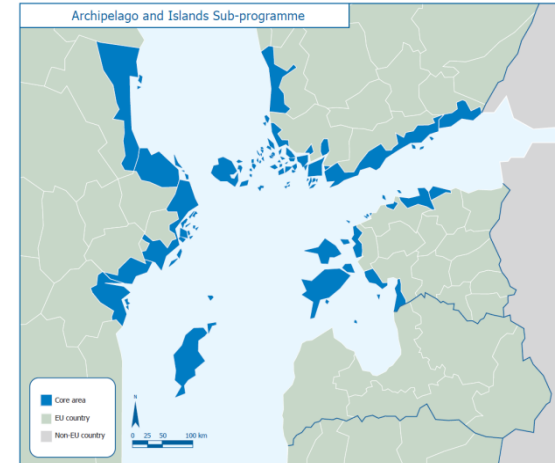 Archipelago and Islands Sub-programme
Core area
EU country
Non-EU country
N
0 25 50 100 km